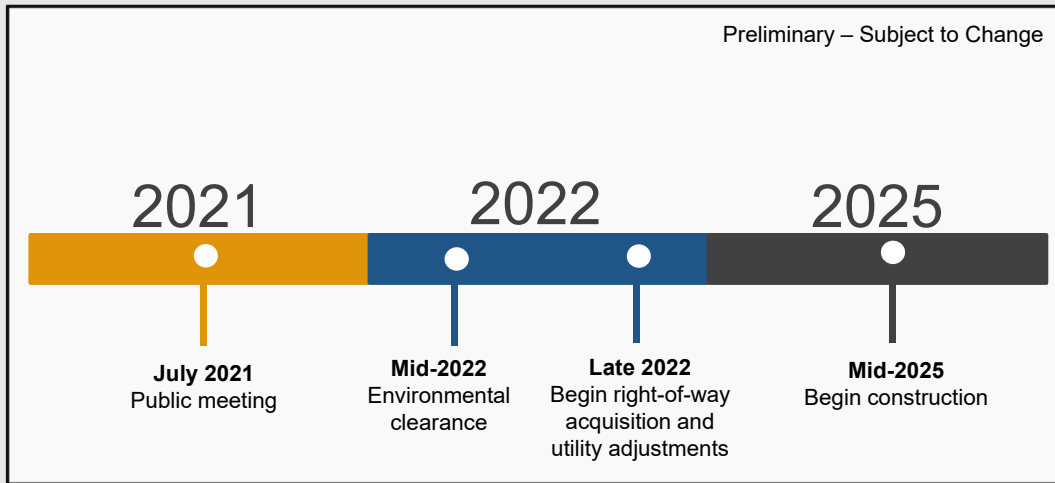 Preliminary – Subject to Change
2021
2022
2025
July 2021
Public meeting
Mid-2022
Environmental
clearance
Late 2022
Begin right-of-way
acquisition and
utility adjustments
Mid-2025
Begin construction